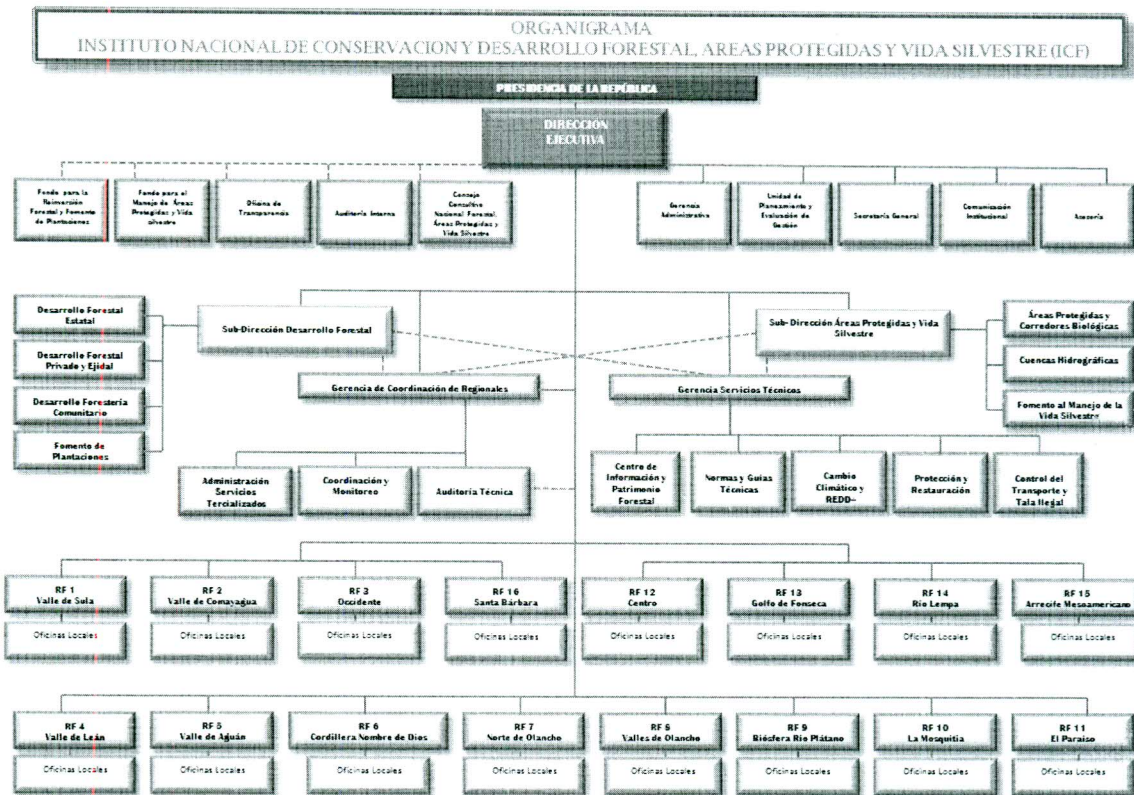 ORGANIGRAMA
INSTITUTO NACIONAL DE CONSERVACION Y DESARROLLO FORESTAL, AREAS PROTEGIDAS Y VIDA SILVESTRE (ICF)
PRESIDENCIA DE LA REPÚBLICA
DIRECCION
EJECUTIVA
Fondo para la
Reinversión
Forestal y Fomento
de Plantaciones
Fondo para el
Manejo de Áreas
Protegidas y Vida
silvestre
Oficina de
Transparencia
Auditoría Interna
Consejo
Consultivo
Nacional Forestal,
Áreas Protegidas y
Vida Silvestre
Gerencia
Administrativa
Unidad de
Planeamiento y
Evaluación de
Gestión
Secretaría General
Comunicación
Institucional
Asesoría
Desarrollo Forestal
Estatal
Desarrollo Forestal
Privado y Ejidal
Desarrollo Forestería
Comunitario
Fomento de
Plantaciones
Sub-Dirección Desarrollo Forestal
Sub- Dirección Áreas Protegidas y Vida
Silvestre
Áreas Protegidas y
Corredores Biológicas
Cuencas Hidrográficas
Fomento al Manejo de la
Vida Silvestre
Gerencia de Coordinación de Regionales
Gerencia Servicios Técnicos
Administración
Servicios
Tercializados
Coordinación y
Monitoreo
Auditoría Técnica
Centro de
Información y
Patrimonio
Forestal
Normas y Guías
Técnicas
Cambio
Climático y
REDD+
Protección y
Restauración
Control del
Transporte y
Tala Ilegal
RF 1
Valle de Sula
Oficinas Locales
RF 2
Valle de Comayagua
Oficinas Locales
RF 3
Occidente
Oficinas Locales
RF 16
Santa Bárbara
Oficinas Locales
RF 12
Centro
Oficinas Locales
RF 13
Golfo de Fonseca
Oficinas Locales
RF 14
Río Lempa
Oficinas Locales
RF 15
Arrecife Mesoamericano
Oficinas Locales
RF 4
Valle de Leán
Oficinas Locales
RF 5
Valle de Aguán
Oficinas Locales
RF 6
Cordillera Nombre de Dios
Oficinas Locales
RF 7
Norte de Olancho
Oficinas Locales
RF 8
Valles de Olancho
Oficinas Locales
RF 9
Biósfera Río Plátano
Oficinas Locales
RF 10
La Mosquitia
Oficinas Locales
RF 11
El Paraíso
Oficinas Locales